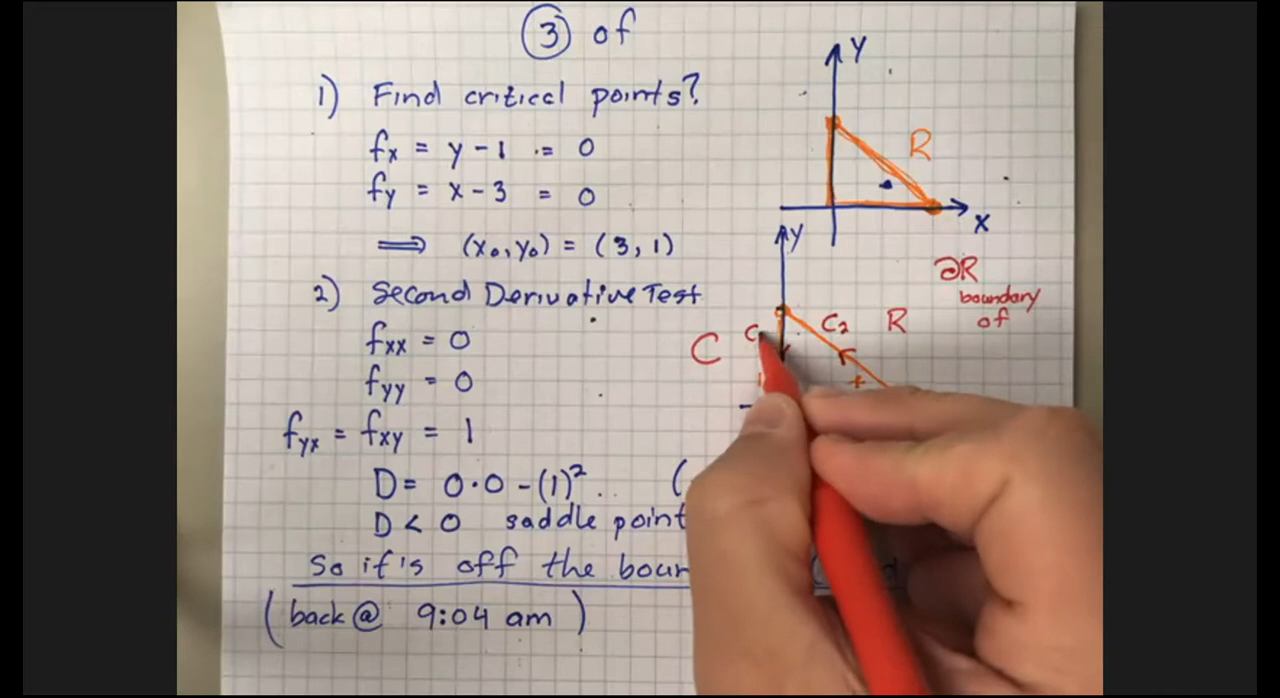 ③ of
1) Find critical points?
fx = y - 1 = 0
fy = x - 3 = 0
⟹ (x₀, y₀) = (3, 1)
2) Second Derivative Test
fxx = 0
fyy = 0
fyx = fxy = 1
D = 0·0 - (1)² .. (
D < 0 saddle point
So it's off the
(back @ 9:04 am)
Y
R
X
Y
∂R
boundary
of
C C C₂ R
+